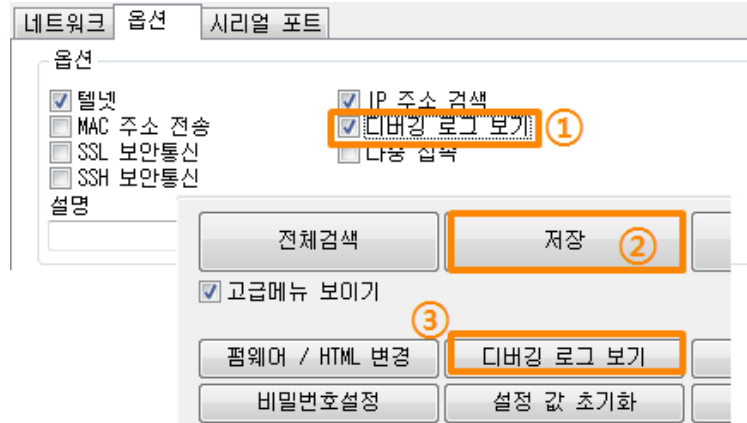 네트워크 옵션 시리얼 포트
옵션
텔넷 IP 주소 검색
MAC 주소 전송 디버깅 로그 보기 ①
SSL 보안통신 다중 접속
SSH 보안통신
설명
전체검색 저장 ②
고급메뉴 보이기
③
펌웨어 / HTML 변경 디버깅 로그 보기
비밀번호설정 설정 값 초기화